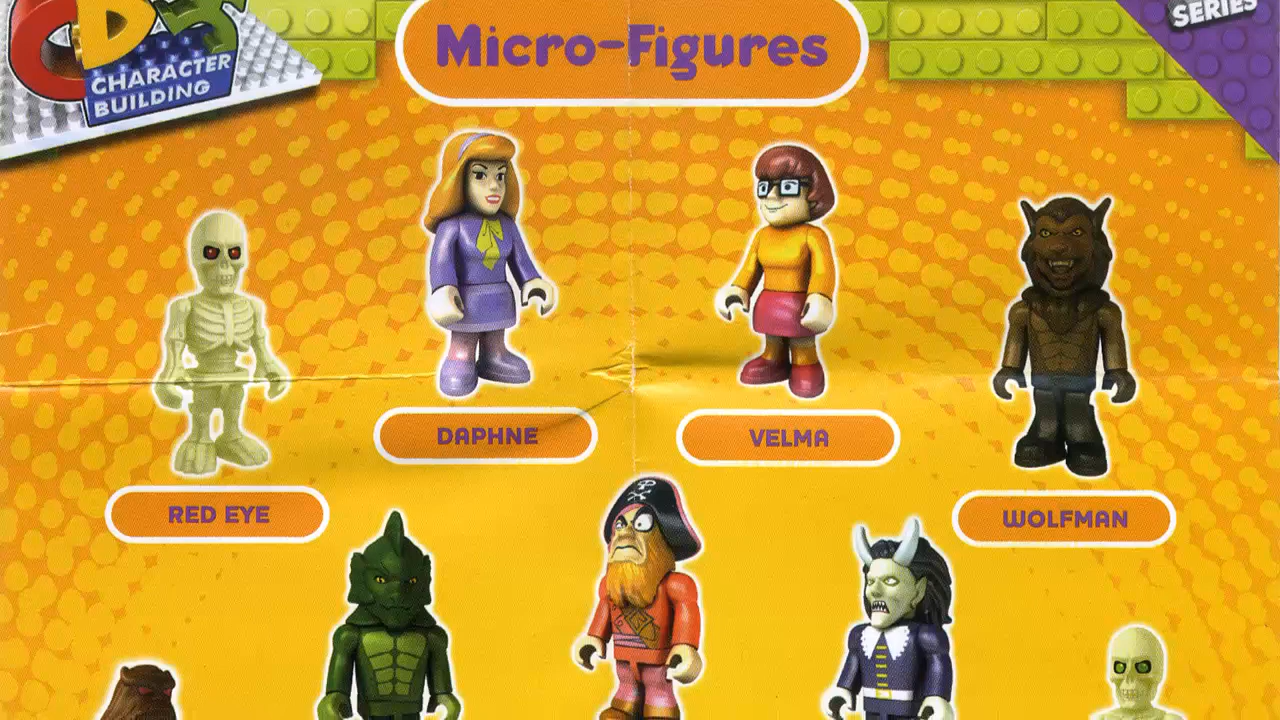 Micro-Figures
SERIES
CHARACTER
BUILDING
DAPHNE
VELMA
RED EYE
WOLFMAN